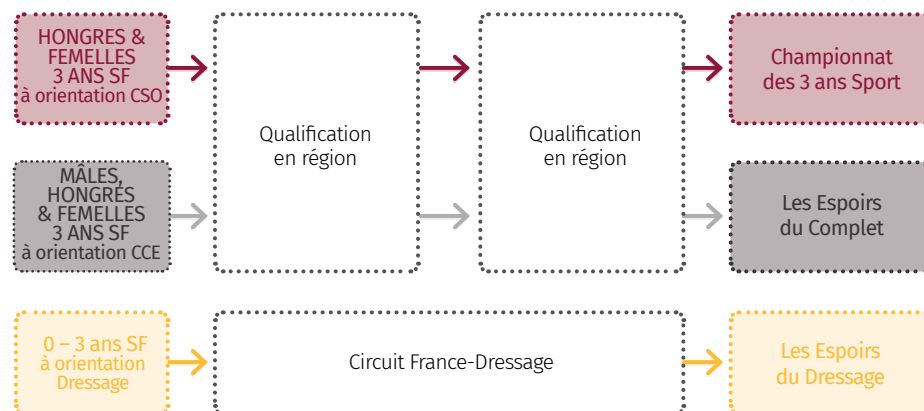 HONGRES &
FEMELLES
3 ANS SF
à orientation CSO
Qualification
en région
Qualification
en région
Championnat
des 3 ans Sport
MÂLES,
HONGRES
& FEMELLES
3 ANS SF
à orientation CCE
Les Espoirs
du Complet
0 – 3 ans SF
à orientation
Dressage
Circuit France-Dressage
Les Espoirs
du Dressage